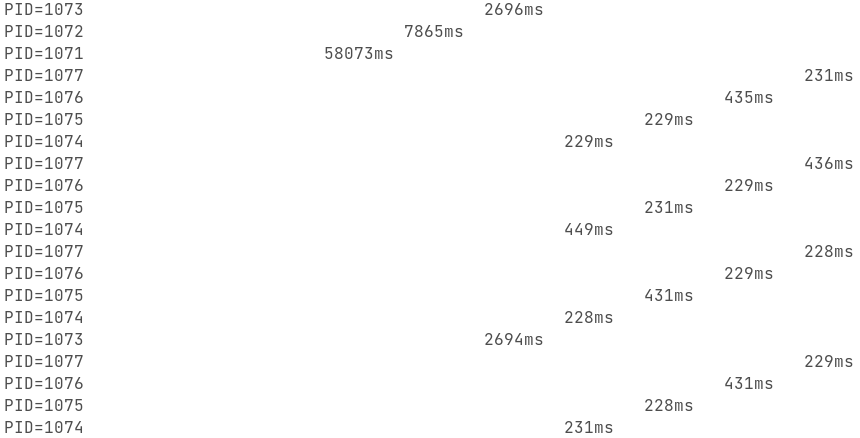 PID=1073                                        2696ms
PID=1072                                7865ms
PID=1071                        58073ms
PID=1077                                                                        231ms
PID=1076                                                                435ms
PID=1075                                                        229ms
PID=1074                                                229ms
PID=1077                                                                        436ms
PID=1076                                                                229ms
PID=1075                                                        231ms
PID=1074                                                449ms
PID=1077                                                                        228ms
PID=1076                                                                229ms
PID=1075                                                        431ms
PID=1074                                                228ms
PID=1073                                        2694ms
PID=1077                                                                        229ms
PID=1076                                                                431ms
PID=1075                                                        228ms
PID=1074                                                231ms